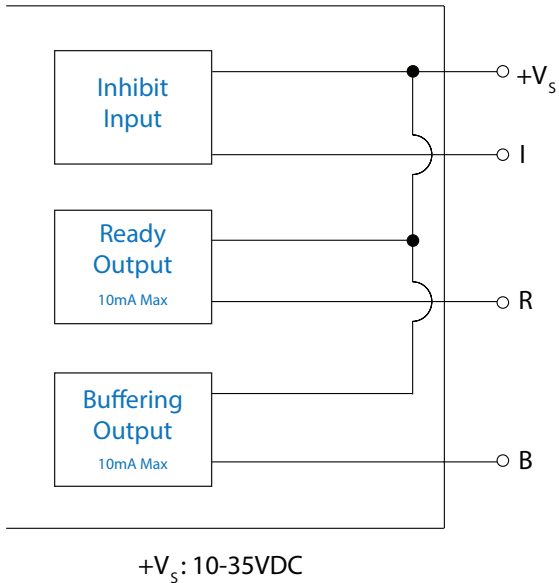 Inhibit
Input
+Vs
I
Ready
Output
10mA Max
R
Buffering
Output
10mA Max
B
+Vs: 10-35VDC